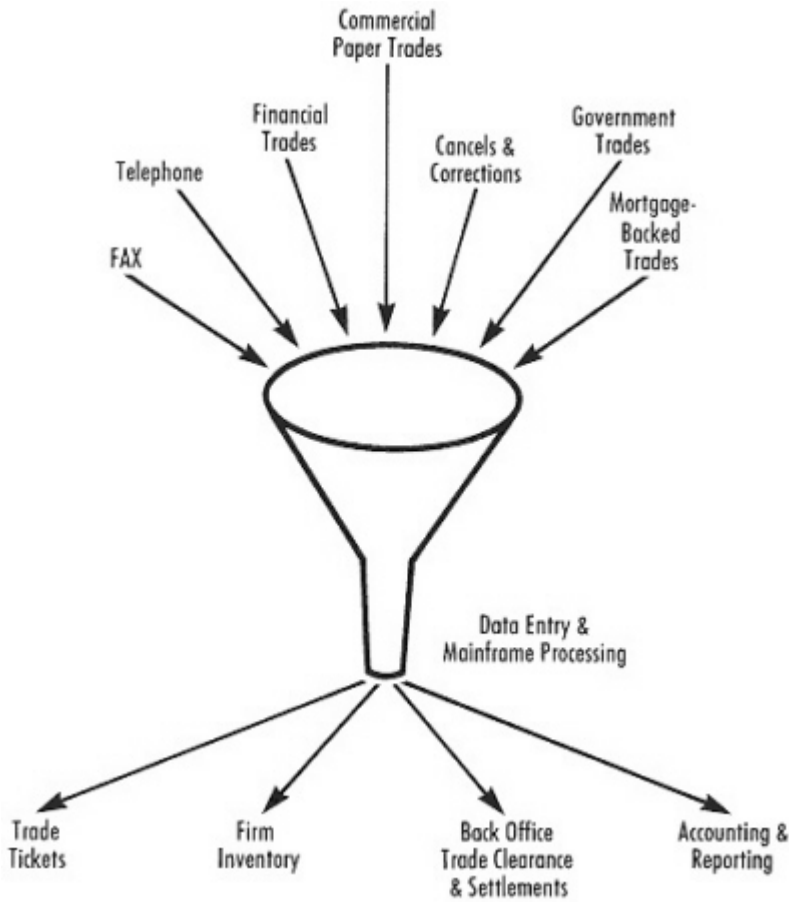 Commercial
Paper Trades
Financial
Trades
Government
Trades
Cancels &
Corrections
Telephone
Mortgage-
Backed
Trades
FAX
Data Entry &
Mainframe Processing
Trade
Tickets
Firm
Inventory
Back Office
Trade Clearance
& Settlements
Accounting &
Reporting